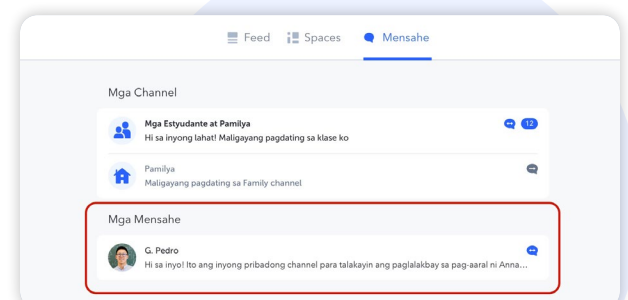 Feed Spaces Mensahe
Mga Channel
Mga Estyudante at Pamilya 12
Hi sa inyong lahat! Maligayang pagdating sa klase ko
Pamilya
Maligayang pagdating sa Family channel
Mga Mensahe
G. Pedro
Hi sa inyo! Ito ang inyong pribadong channel para talakayin ang paglalakbay sa pag-aaral ni Anna...